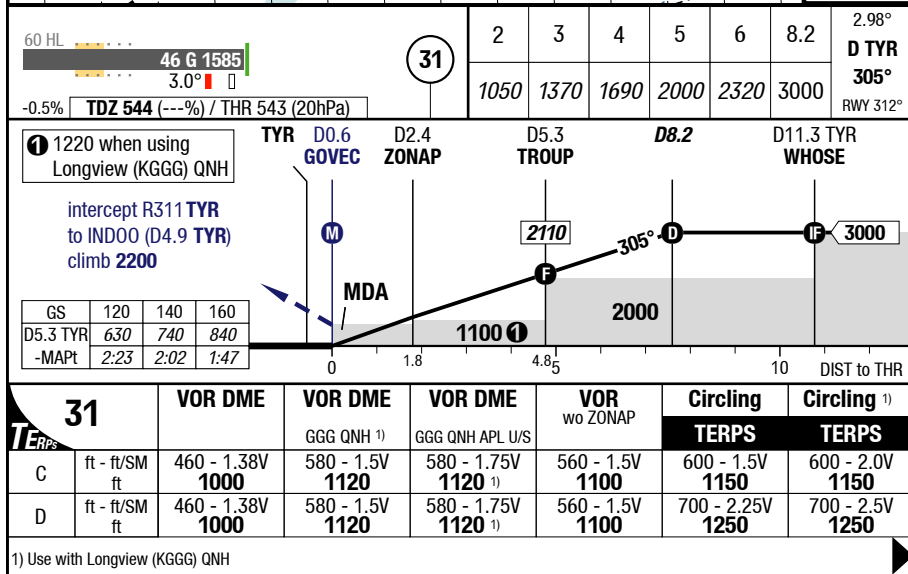 60 HL
46 G 1585
3.0°
-0.5% TDZ 544 (---%) / THR 543 (20hPa)
31
2 3 4 5 6 8.2
1050 1370 1690 2000 2320 3000
2.98°
D TYR
305°
RWY 312°
1 1220 when using
Longview (KGGG) QNH
TYR D0.6 D2.4 D5.3 D8.2 D11.3 TYR
GOVEC ZONAP TROUP WHOSE
intercept R311 TYR
to INDOO (D4.9 TYR)
climb 2200
M 2110 305° D IF 3000
F
MDA
1100 1 2000
GS 120 140 160
D5.3 TYR 630 740 840
-MAPt 2:23 2:02 1:47
0 1.8 4.8 5 10 DIST to THR
TERPs 31 VOR DME VOR DME VOR DME VOR Circling Circling 1)
GGG QNH 1) GGG QNH APL U/S wo ZONAP TERPS TERPS
C ft - ft/SM 460 - 1.38V 580 - 1.5V 580 - 1.75V 560 - 1.5V 600 - 1.5V 600 - 2.0V
ft 1000 1120 1120 1) 1100 1150 1150
D ft - ft/SM 460 - 1.38V 580 - 1.5V 580 - 1.75V 560 - 1.5V 700 - 2.25V 700 - 2.5V
ft 1000 1120 1120 1) 1100 1250 1250
1) Use with Longview (KGGG) QNH